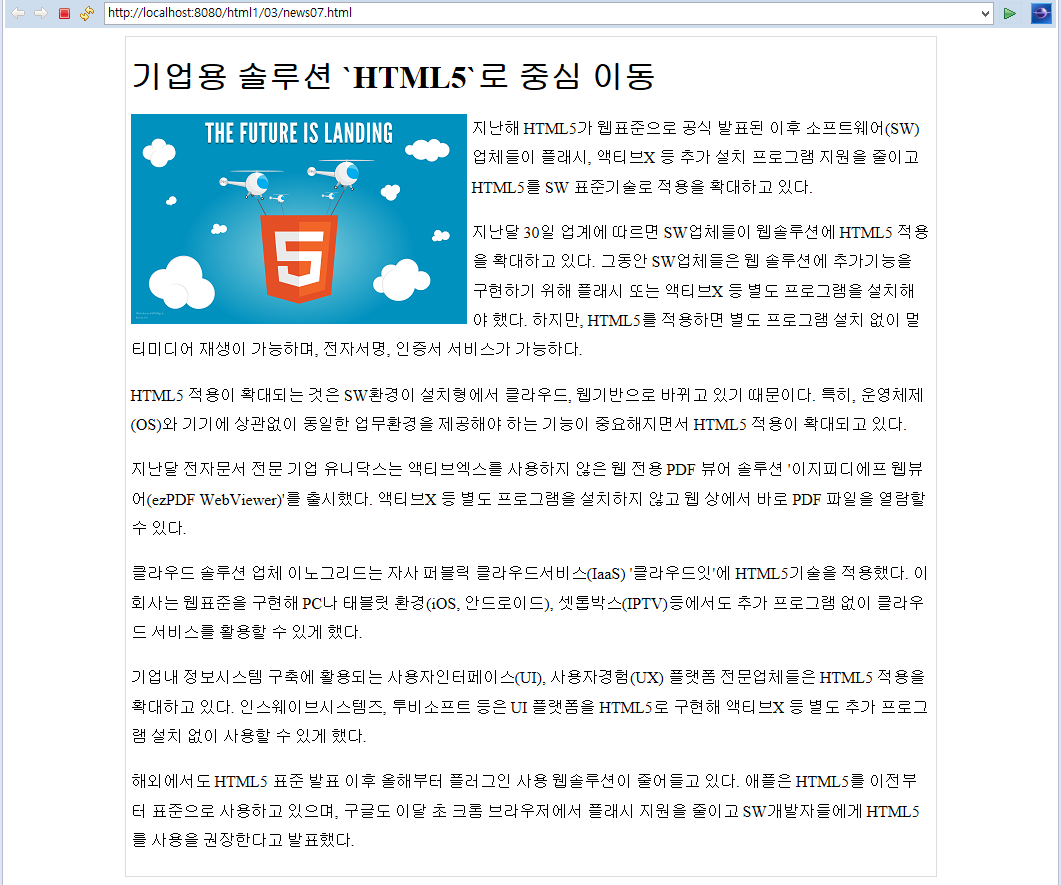 http://localhost:8080/html1/03/news07.html
기업용 솔루션 `HTML5`로 중심 이동
THE FUTURE IS LANDING
5
지난해 HTML5가 웹표준으로 공식 발표된 이후 소프트웨어(SW)
업체들이 플래시, 액티브X 등 추가 설치 프로그램 지원을 줄이고
HTML5를 SW 표준기술로 적용을 확대하고 있다.
지난달 30일 업계에 따르면 SW업체들이 웹솔루션에 HTML5 적용
을 확대하고 있다. 그동안 SW업체들은 웹 솔루션에 추가기능을
구현하기 위해 플래시 또는 액티브X 등 별도 프로그램을 설치해
야 했다. 하지만, HTML5를 적용하면 별도 프로그램 설치 없이 멀
티미디어 재생이 가능하며, 전자서명, 인증서 서비스가 가능하다.
HTML5 적용이 확대되는 것은 SW환경이 설치형에서 클라우드, 웹기반으로 바뀌고 있기 때문이다. 특히, 운영체제
(OS)와 기기에 상관없이 동일한 업무환경을 제공해야 하는 기능이 중요해지면서 HTML5 적용이 확대되고 있다.
지난달 전자문서 전문 기업 유니닥스는 액티브엑스를 사용하지 않은 웹 전용 PDF 뷰어 솔루션 '이지피디에프 웹뷰
어(ezPDF WebViewer)'를 출시했다. 액티브X 등 별도 프로그램을 설치하지 않고 웹 상에서 바로 PDF 파일을 열람할
수 있다.
클라우드 솔루션 업체 이노그리드는 자사 퍼블릭 클라우드서비스(IaaS) '클라우드잇'에 HTML5기술을 적용했다. 이
회사는 웹표준을 구현해 PC나 태블릿 환경(iOS, 안드로이드), 셋톱박스(IPTV)등에서도 추가 프로그램 없이 클라우
드 서비스를 활용할 수 있게 했다.
기업내 정보시스템 구축에 활용되는 사용자인터페이스(UI), 사용자경험(UX) 플랫폼 전문업체들은 HTML5 적용을
확대하고 있다. 인스웨이브시스템즈, 투비소프트 등은 UI 플랫폼을 HTML5로 구현해 액티브X 등 별도 추가 프로그
램 설치 없이 사용할 수 있게 했다.
해외에서도 HTML5 표준 발표 이후 올해부터 플러그인 사용 웹솔루션이 줄어들고 있다. 애플은 HTML5를 이전부
터 표준으로 사용하고 있으며, 구글도 이달 초 크롬 브라우저에서 플래시 지원을 줄이고 SW개발자들에게 HTML5
를 사용을 권장한다고 발표했다.